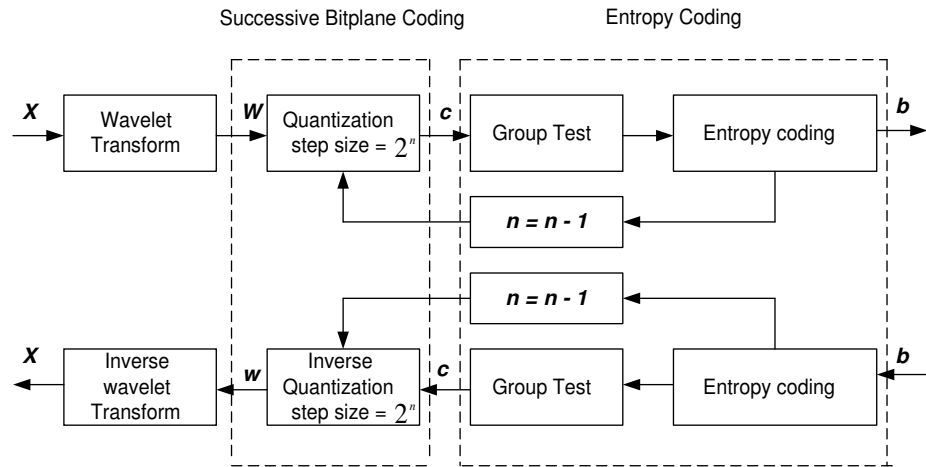 Successive Bitplane Coding
Entropy Coding
X
Wavelet
Transform
W
Quantization
step size = 2^n
c
Group Test
Entropy coding
b
n = n - 1
n = n - 1
X
Inverse
wavelet
Transform
w
Inverse
Quantization
step size = 2^n
c
Group Test
Entropy coding
b